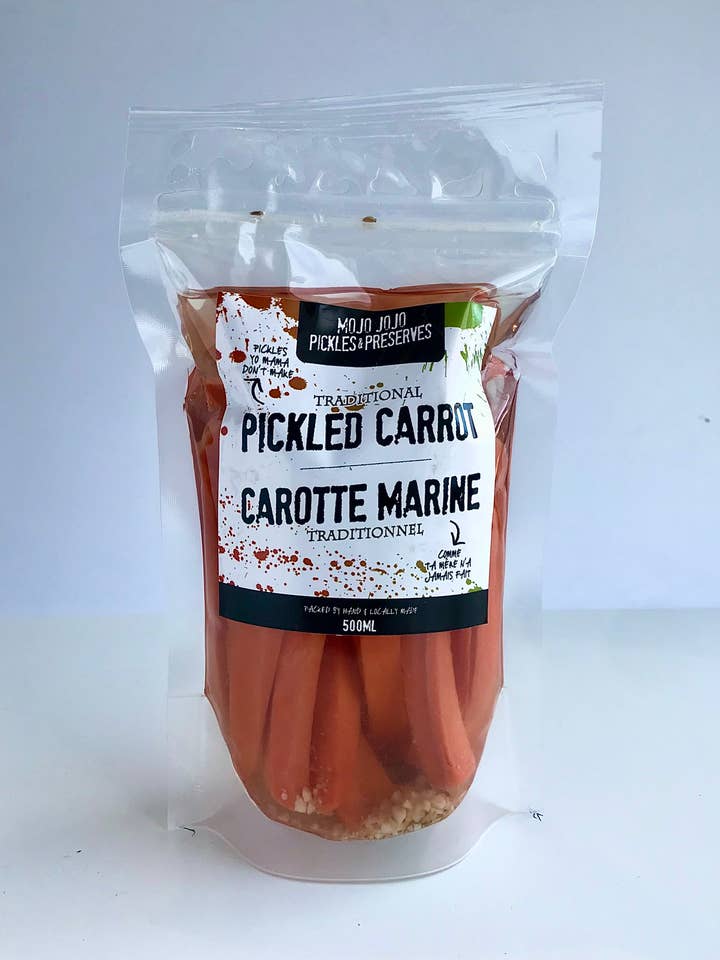 MOJO JOJO
PICKLES & PRESERVES
PICKLES
YO MAMA
DON'T MAKE
TRADITIONAL
PICKLED CARROT
CAROTTE MARINE
TRADITIONNEL
COMME
TA MÈRE N'A
JAMAIS FAIT
PACKED BY HAND & LOCALLY MADE
500ML